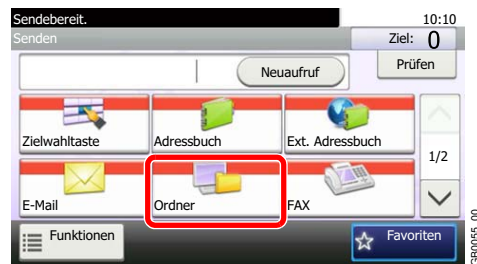 Sendebereit. 10:10
Senden Ziel: 0
Neuaufruf Prüfen
Zielwahltaste Adressbuch Ext. Adressbuch
1/2
E-Mail Ordner FAX
Funktionen Favoriten
GB0055_00